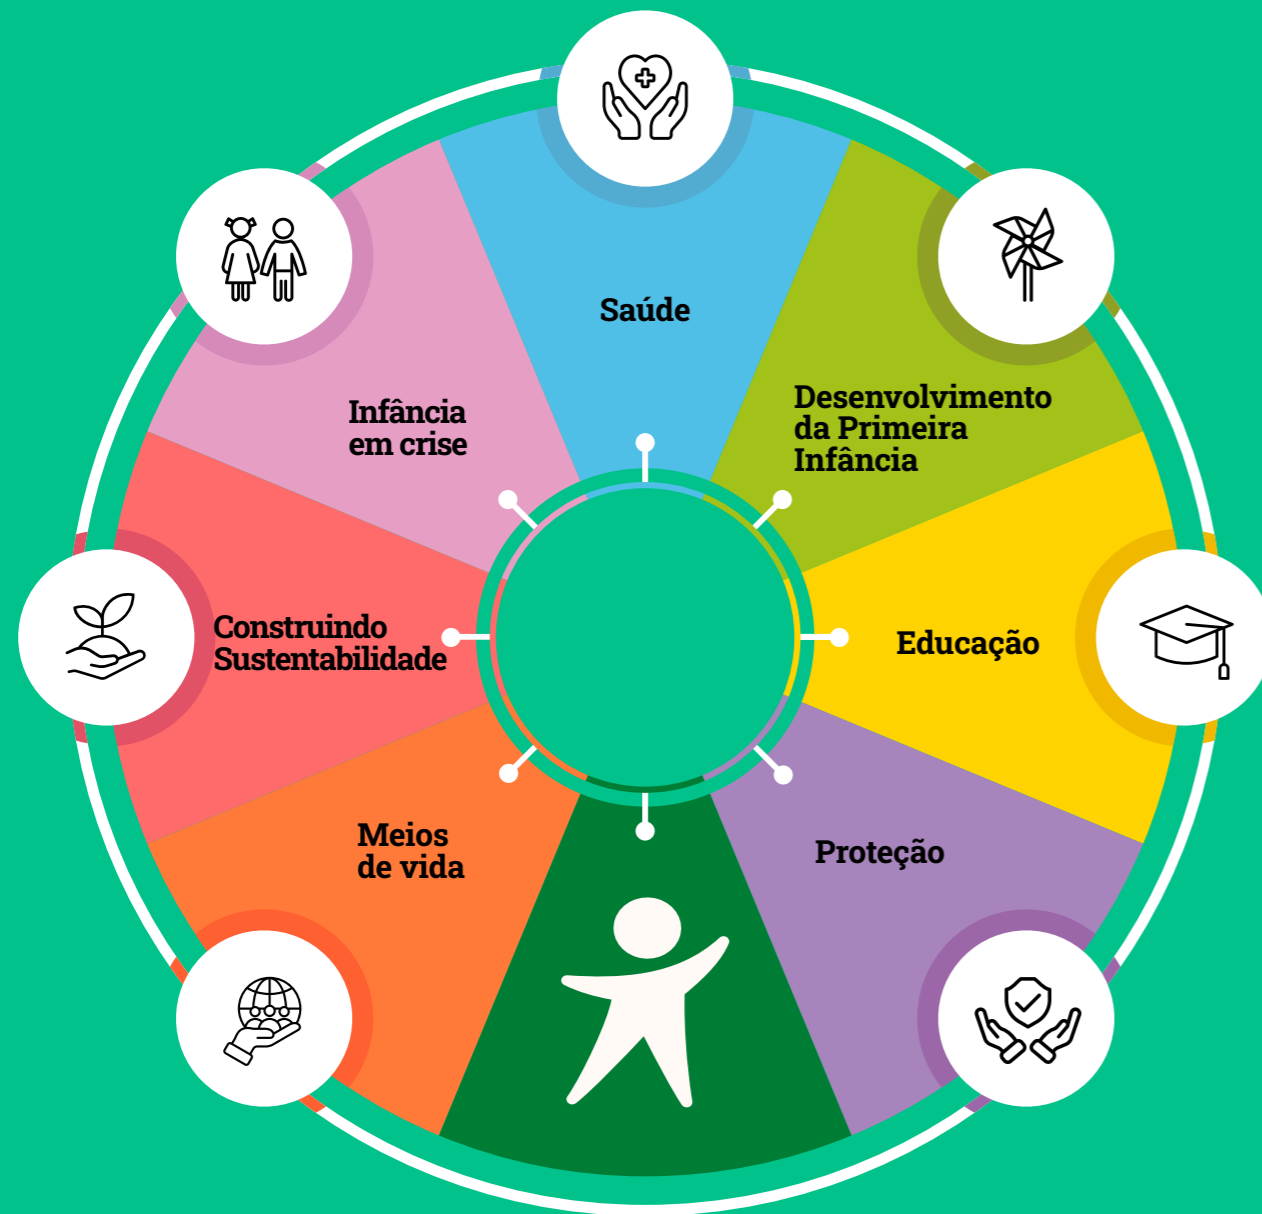 Saúde
Desenvolvimento
da Primeira
Infância
Educação
Proteção
Meios
de vida
Construindo
Sustentabilidade
Infância
em crise